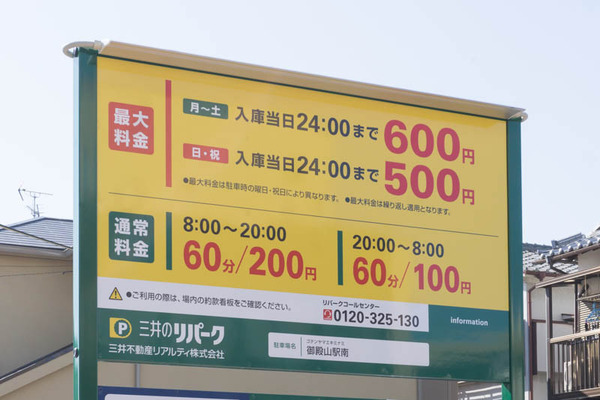 最大料金
月〜土 入庫当日24:00まで 600円
日・祝 入庫当日24:00まで 500円
●最大料金は駐車時の曜日・祝日により異なります。 ●最大料金は繰り返し適用となります。
通常料金
8:00〜20:00
60分/200円
20:00〜8:00
60分/100円
●ご利用の際は、場内の約款看板をご確認ください。
リパークコールセンター
0120-325-130
information
P 三井のリパーク
三井不動産リアルティ株式会社
駐車場名
ゴテンヤマエキミナミ
御殿山駅南